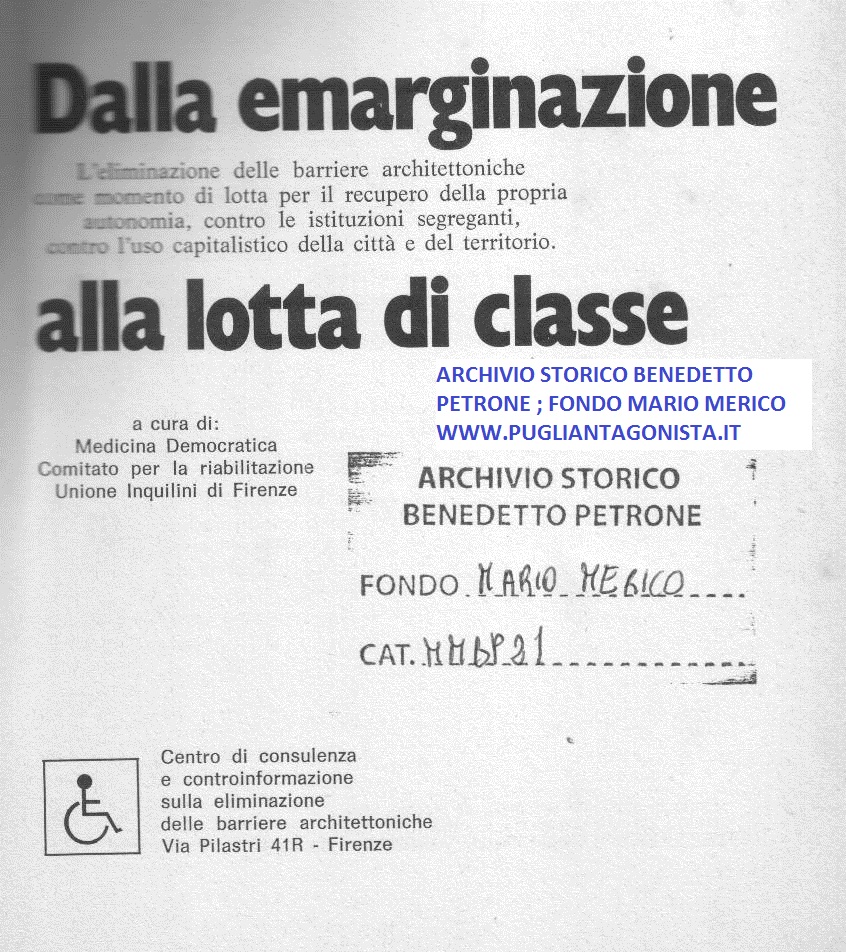 Dalla emarginazione
L'eliminazione delle barriere architettoniche
come momento di lotta per il recupero della propria
autonomia, contro le istituzioni segreganti,
contro l'uso capitalistico della città e del territorio.
alla lotta di classe
ARCHIVIO STORICO BENEDETTO
PETRONE ; FONDO MARIO MERICO
WWW.PUGLIANTAGONISTA.IT
a cura di:
Medicina Democratica
Comitato per la riabilitazione
Unione Inquilini di Firenze
ARCHIVIO STORICO
BENEDETTO PETRONE
FONDO MARIO MERICO
CAT.
Centro di consulenza
e controinformazione
sulla eliminazione
delle barriere architettoniche
Via Pilastri 41R - Firenze